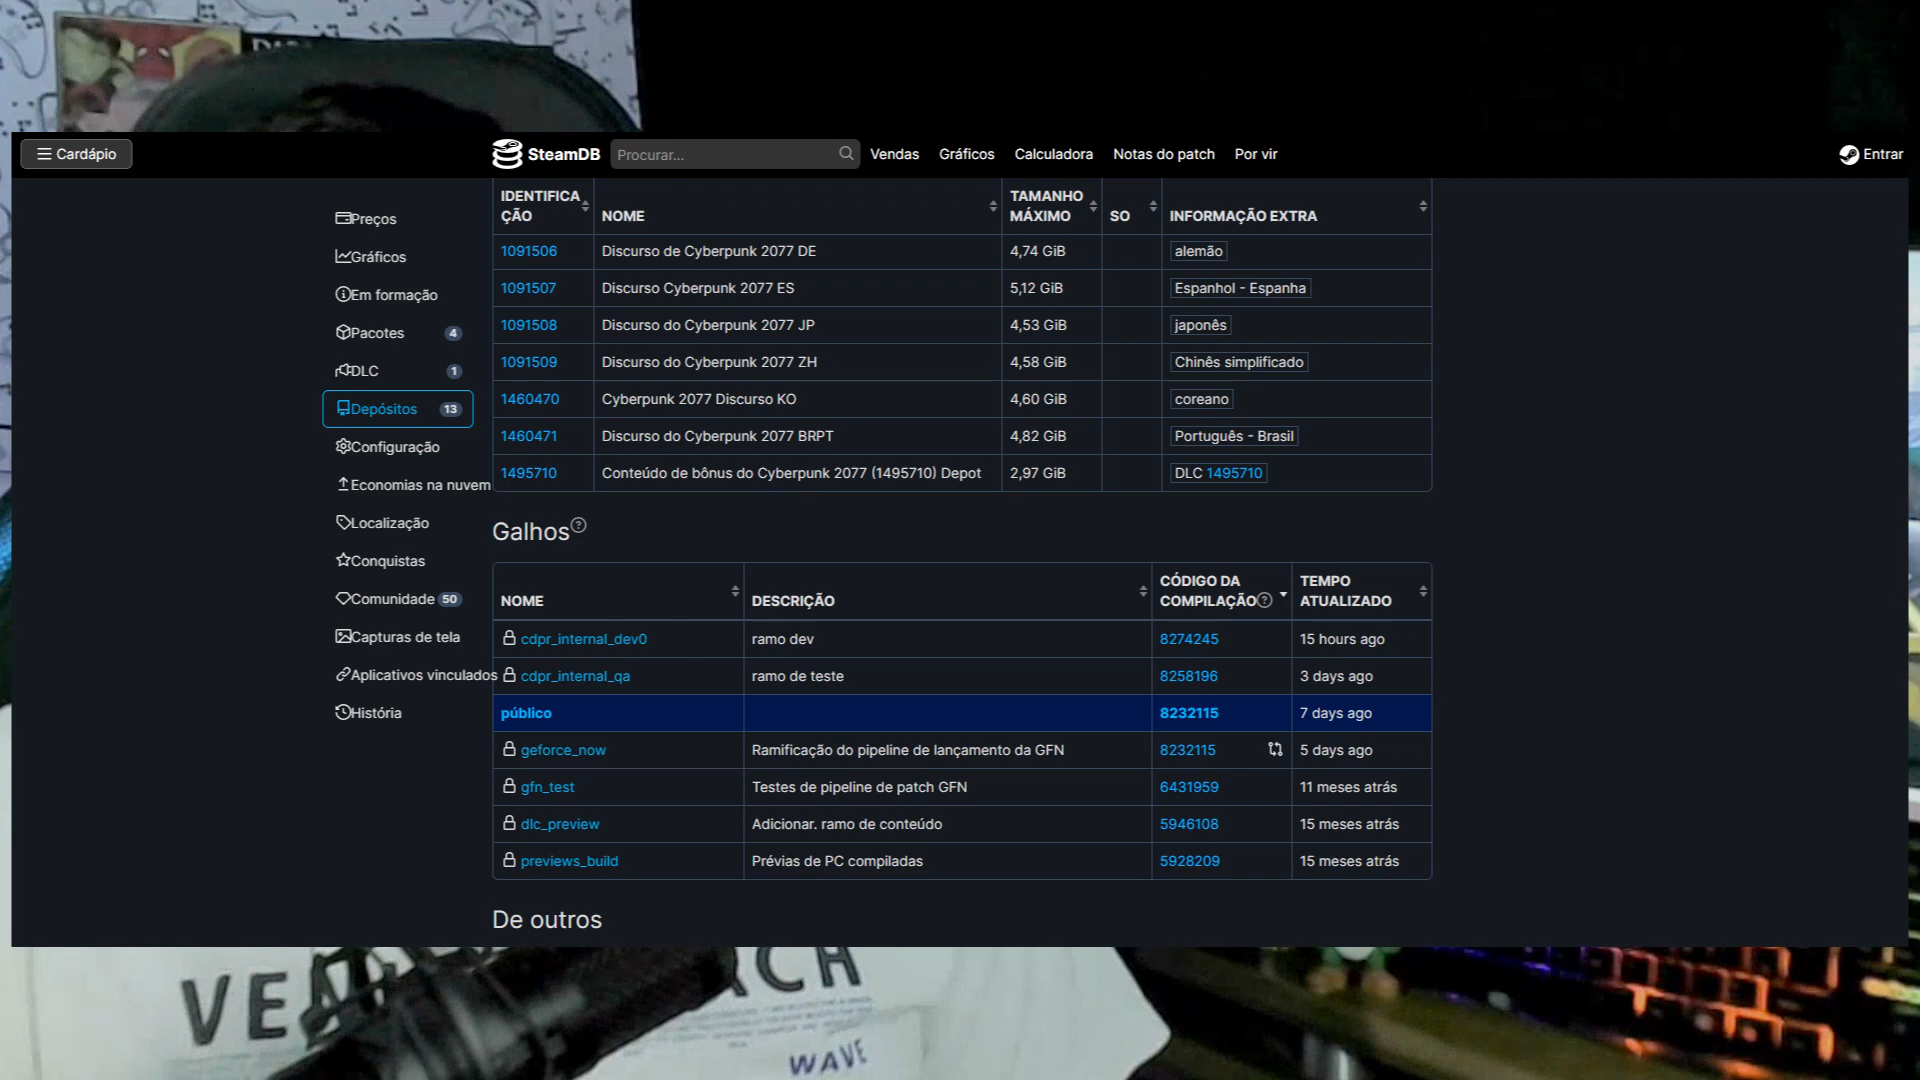 Cardápio
SteamDB
Procurar...
Vendas
Gráficos
Calculadora
Notas do patch
Por vir
Entrar
Preços
Gráficos
Em formação
Pacotes 4
DLC 1
Depósitos 13
Configuração
Economias na nuvem
Localização
Conquistas
Comunidade 50
Capturas de tela
Aplicativos vinculados
História
IDENTIFICAÇÃO NOME TAMANHO MÁXIMO SO INFORMAÇÃO EXTRA
1091506 Discurso de Cyberpunk 2077 DE 4,74 GiB alemão
1091507 Discurso Cyberpunk 2077 ES 5,12 GiB Espanhol - Espanha
1091508 Discurso do Cyberpunk 2077 JP 4,53 GiB japonês
1091509 Discurso do Cyberpunk 2077 ZH 4,58 GiB Chinês simplificado
1460470 Cyberpunk 2077 Discurso KO 4,60 GiB coreano
1460471 Discurso do Cyberpunk 2077 BRPT 4,82 GiB Português - Brasil
1495710 Conteúdo de bônus do Cyberpunk 2077 (1495710) Depot 2,97 GiB DLC 1495710
Galhos
NOME DESCRIÇÃO CÓDIGO DA COMPILAÇÃO TEMPO ATUALIZADO
cdpr_internal_dev0 ramo dev 8274245 15 hours ago
cdpr_internal_qa ramo de teste 8258196 3 days ago
público 8232115 7 days ago
geforce_now Ramificação do pipeline de lançamento da GFN 8232115 5 days ago
gfn_test Testes de pipeline de patch GFN 6431959 11 meses atrás
dlc_preview Adicionar. ramo de conteúdo 5946108 15 meses atrás
previews_build Prévias de PC compiladas 5928209 15 meses atrás
De outros
WAVE